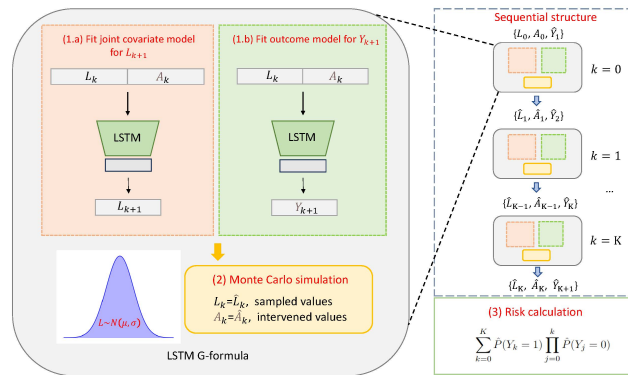 (1.a) Fit joint covariate model
for L_{k+1}
L_k A_k
LSTM
L_{k+1}
(1.b) Fit outcome model for Y_{k+1}
L_k A_k
LSTM
Y_{k+1}
L~N(μ,σ)
(2) Monte Carlo simulation
L_k=L̂_k, sampled values
A_k=Â_k, intervened values
LSTM G-formula
Sequential structure
{L_0, A_0, Ŷ_1}
k = 0
{L̂_1, Â_1, Ŷ_2}
k = 1
...
{L̂_{K-1}, Â_{K-1}, Ŷ_K}
k = K
{L̂_K, Â_K, Ŷ_{K+1}}
(3) Risk calculation
\sum_{k=0}^{K} P̂(Y_k = 1) \prod_{j=0}^{k} P̂(Y_j = 0)